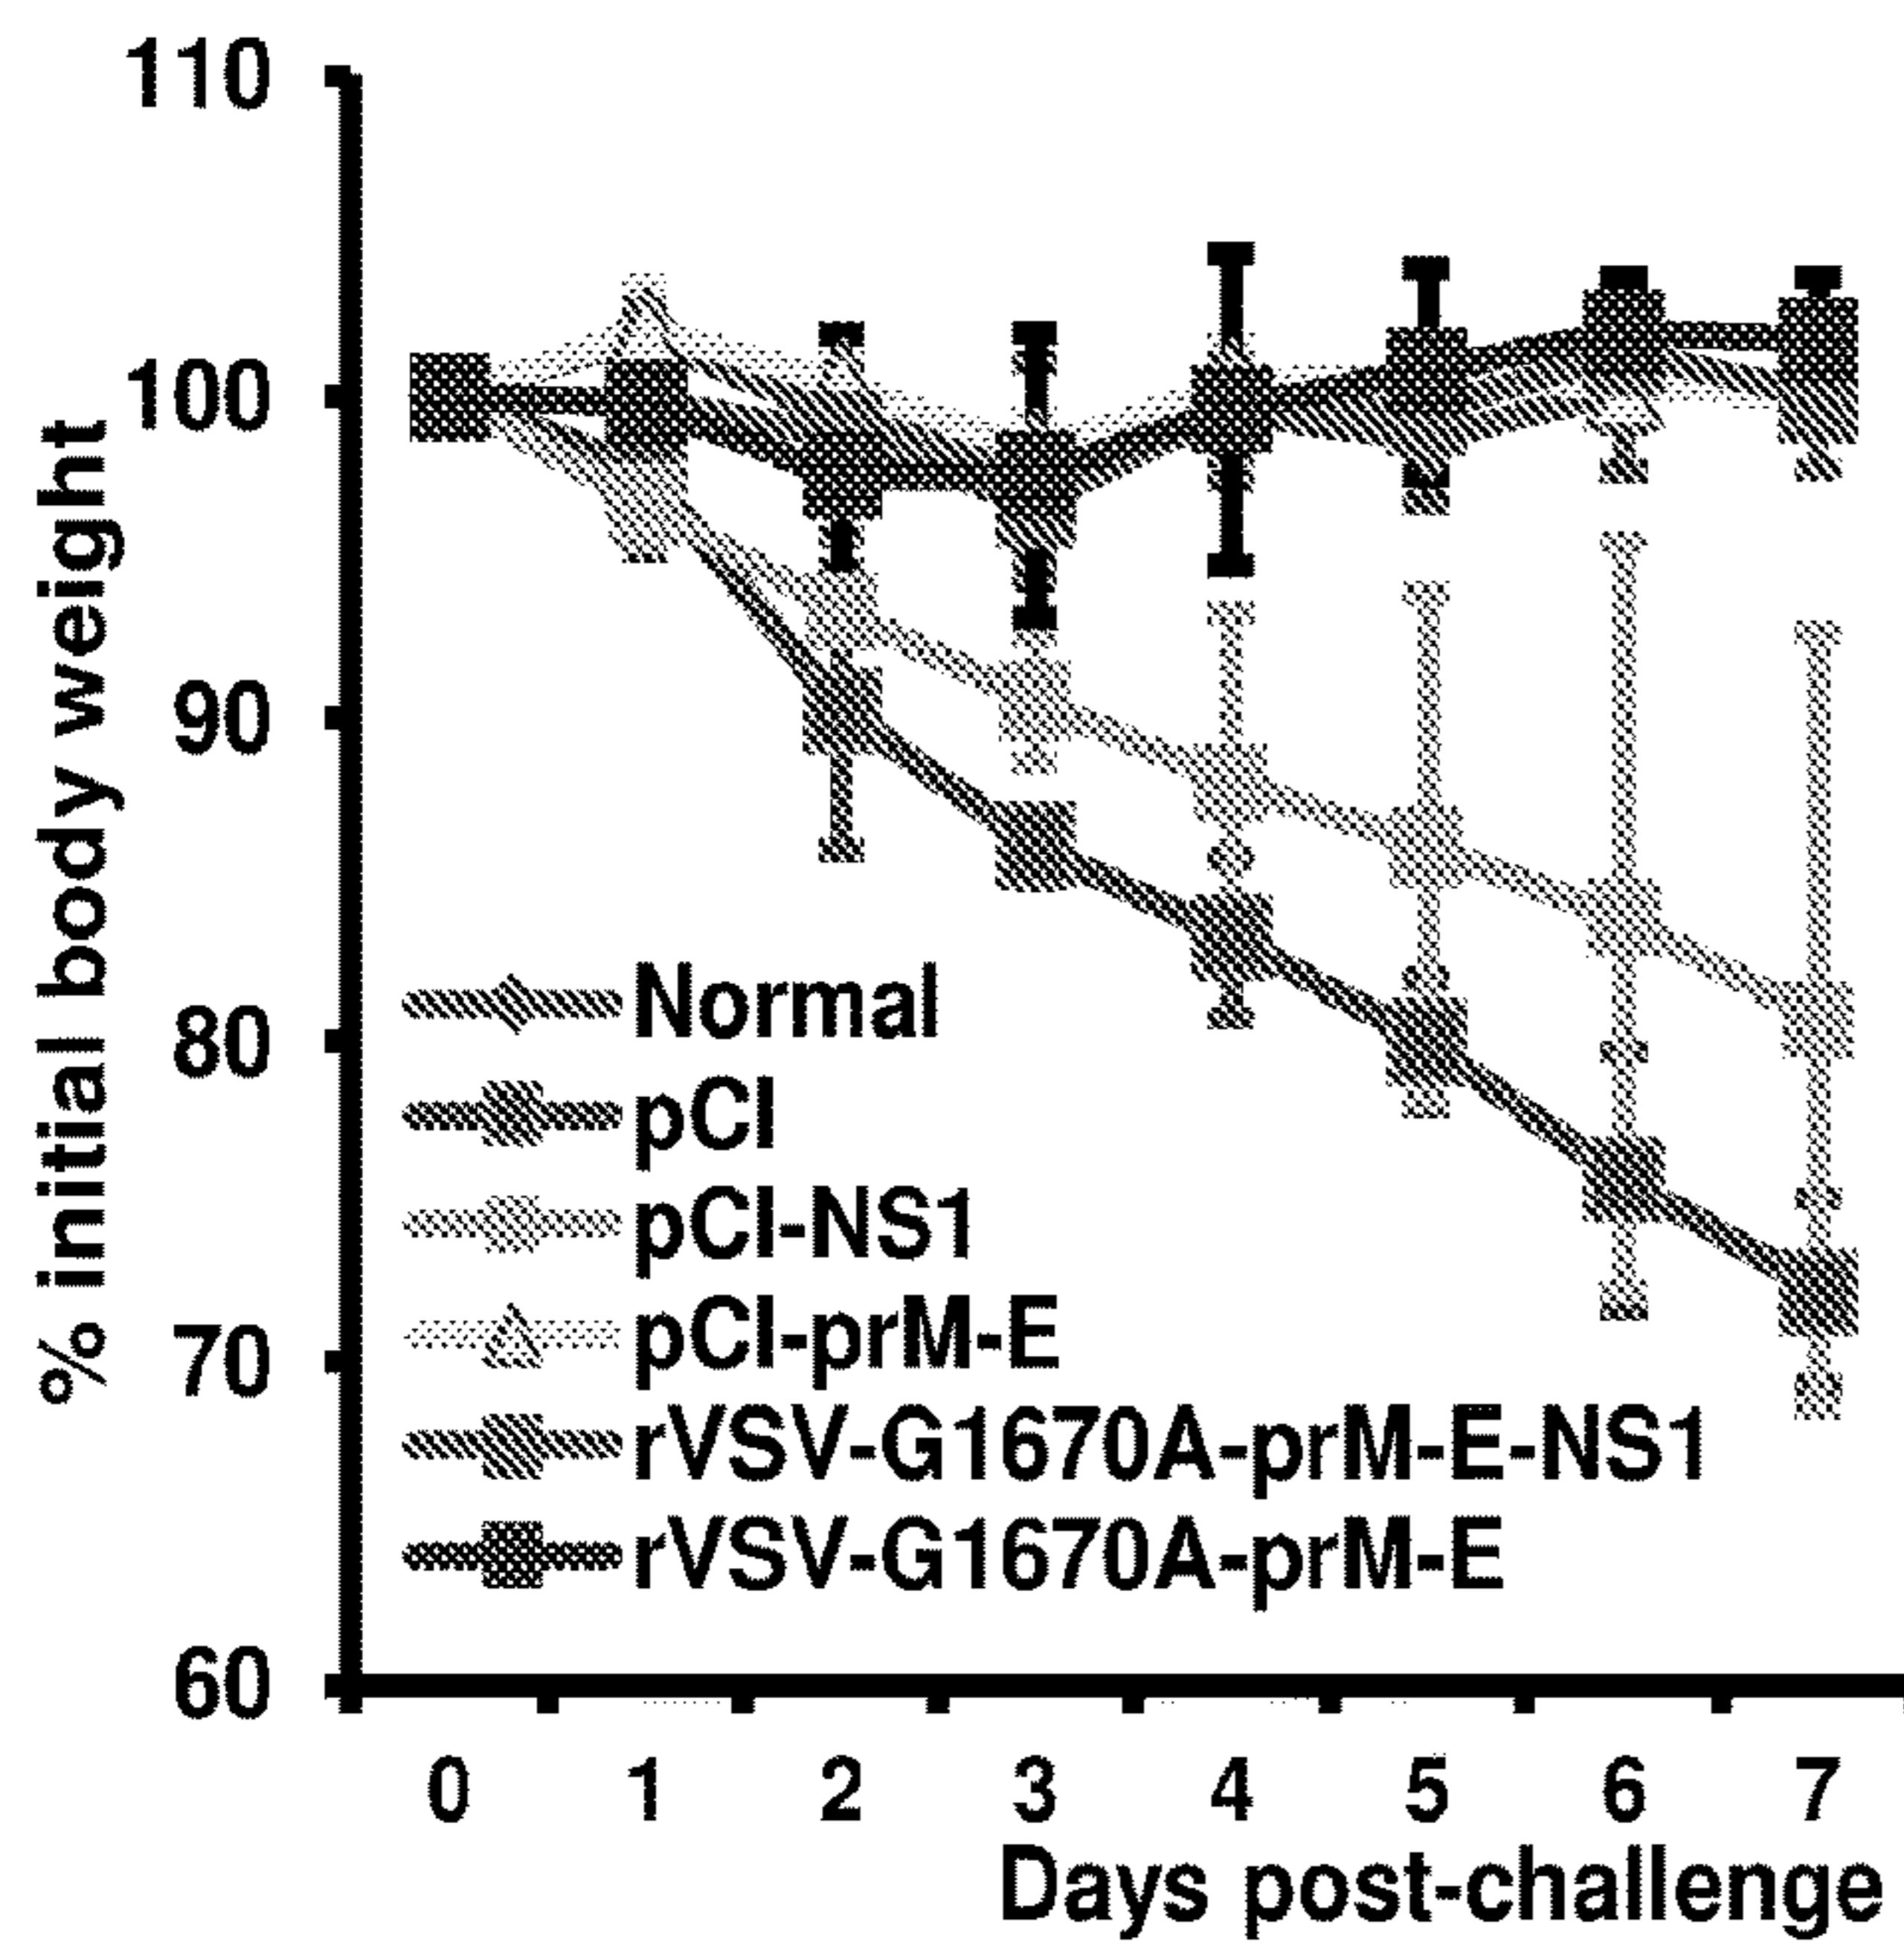 110
100
90
80
70
60
% initial body weight
Normal
pCI
pCI-NS1
pCI-prM-E
rVSV-G1670A-prM-E-NS1
rVSV-G1670A-prM-E
0 1 2 3 4 5 6 7
Days post-challenge